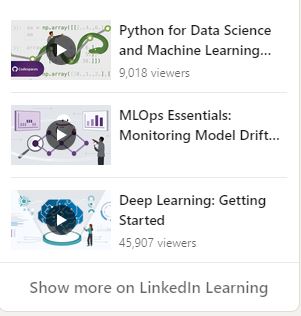 Python for Data Science
and Machine Learning...
9,018 viewers
MLOps Essentials:
Monitoring Model Drift...
Deep Learning: Getting
Started
45,907 viewers
Show more on LinkedIn Learning